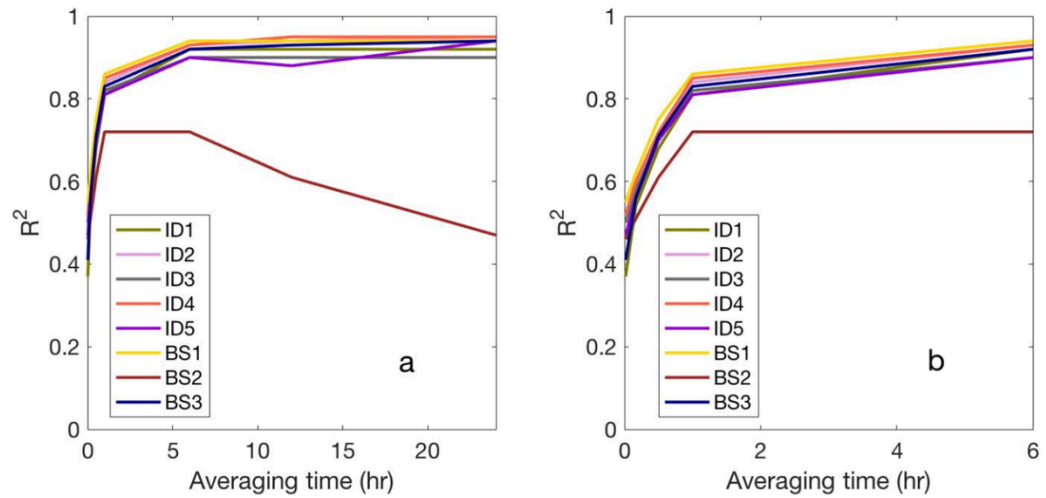 1
0.8
0.6
0.4
0.2
0
R²
ID1
ID2
ID3
ID4
ID5
BS1
BS2
BS3
a
0 5 10 15 20
Averaging time (hr)
1
0.8
0.6
0.4
0.2
0
R²
ID1
ID2
ID3
ID4
ID5
BS1
BS2
BS3
b
0 2 4 6
Averaging time (hr)